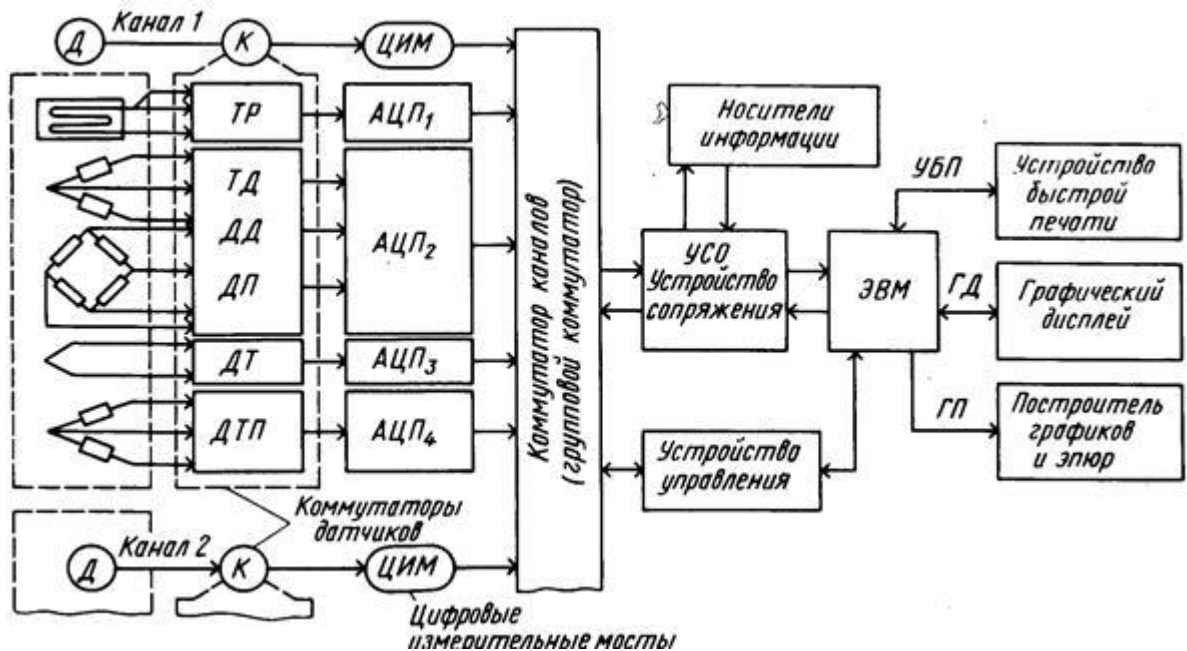 Канал 1
Д
К
ЦИМ
ТР
АЦП₁
ТД
ДД
ДП
АЦП₂
ДТ
АЦП₃
ДТП
АЦП₄
Коммутаторы
датчиков
Канал 2
Д
К
ЦИМ
Цифровые
измерительные мосты
Коммутатор каналов
(групповой коммутатор)
Носители
информации
УСО
Устройство
сопряжения
Устройства
управления
ЭВМ
УБП
Устройство
быстрой
печати
ГД
Графический
дисплей
ГП
Построитель
графиков
и эпюр